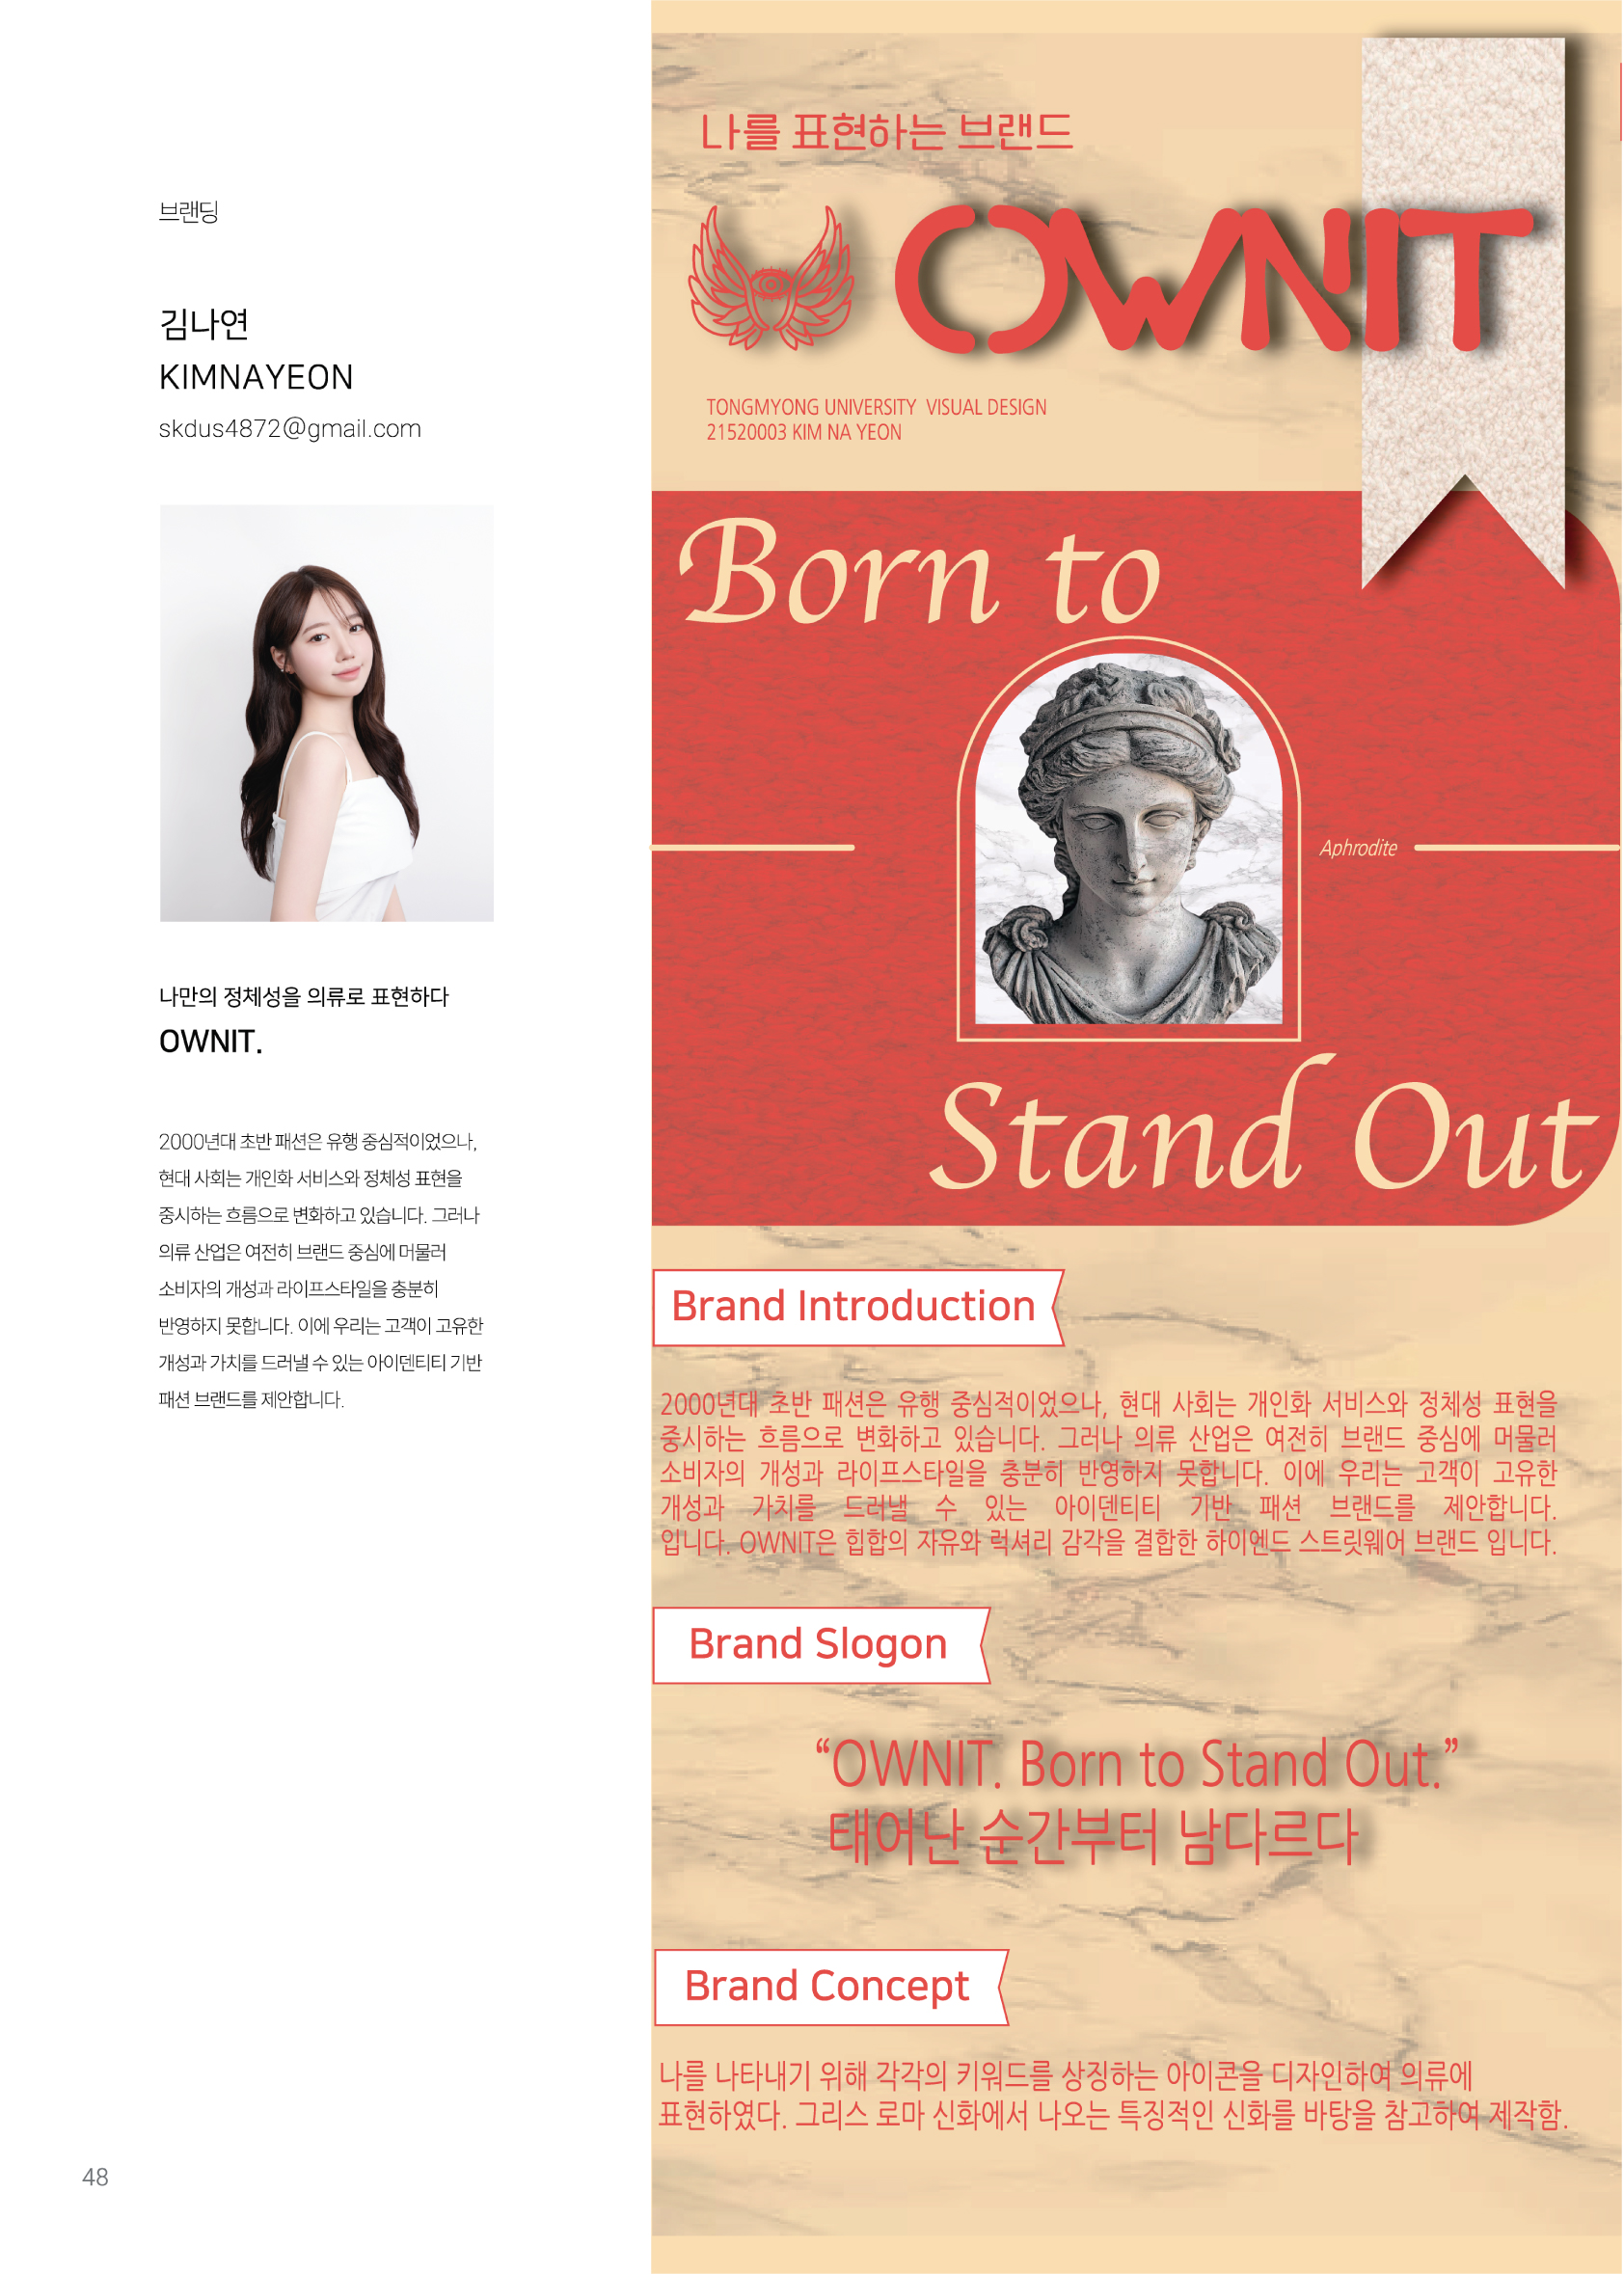 브랜딩
김나연
KIMNAYEON
skdus4872@gmail.com
나만의 정체성을 의류로 표현하다
OWNIT.
2000년대 초반 패션은 유행 중심적이었으나,
현대 사회는 개인화 서비스와 정체성 표현을
중시하는 흐름으로 변화하고 있습니다. 그러나
의류 산업은 여전히 브랜드 중심에 머물러
소비자의 개성과 라이프스타일을 충분히
반영하지 못합니다. 이에 우리는 고객이 고유한
개성과 가치를 드러낼 수 있는 아이덴티티 기반
패션 브랜드를 제안합니다.
48
나를 표현하는 브랜드
OWNIT
TONGMYONG UNIVERSITY VISUAL DESIGN
21520003 KIM NA YEON
Born to
Aphrodite
Stand Out
Brand Introduction
2000년대 초반 패션은 유행 중심적이었으나, 현대 사회는 개인화 서비스와 정체성 표현을
중시하는 흐름으로 변화하고 있습니다. 그러나 의류 산업은 여전히 브랜드 중심에 머물러
소비자의 개성과 라이프스타일을 충분히 반영하지 못합니다. 이에 우리는 고객이 고유한
개성과 가치를 드러낼 수 있는 아이덴티티 기반 패션 브랜드를 제안합니다.
입니다. OWNIT은 힙합의 자유와 럭셔리 감각을 결합한 하이엔드 스트릿웨어 브랜드 입니다.
Brand Slogon
“OWNIT. Born to Stand Out.”
태어난 순간부터 남다르다
Brand Concept
나를 나타내기 위해 각각의 키워드를 상징하는 아이콘을 디자인하여 의류에
표현하였다. 그리스 로마 신화에서 나오는 특징적인 신화를 바탕을 참고하여 제작함.